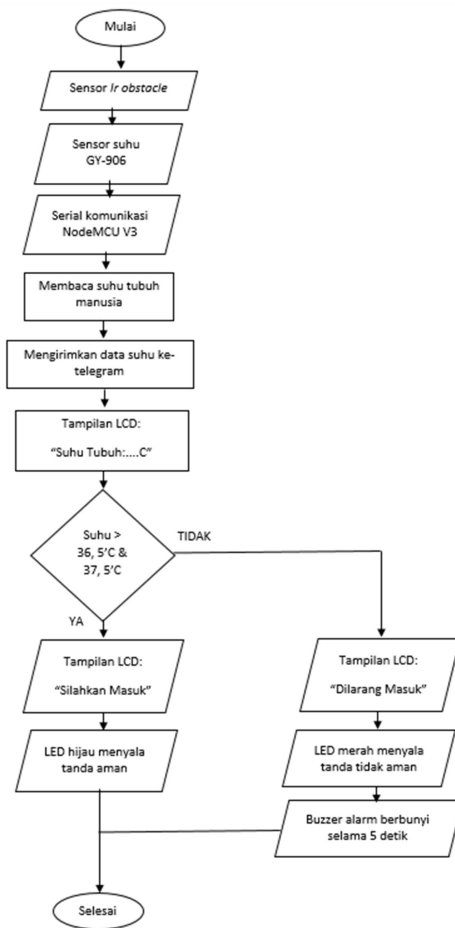 Mulai
Sensor Ir obstacle
Sensor suhu
GY-906
Serial komunikasi
NodeMCU V3
Membaca suhu tubuh
manusia
Mengirimkan data suhu ke-
telegram
Tampilan LCD:
“Suhu Tubuh:....C”
Suhu >
36, 5'C &
37, 5'C
TIDAK
YA
Tampilan LCD:
“Silahkan Masuk”
LED hijau menyala
tanda aman
Tampilan LCD:
“Dilarang Masuk”
LED merah menyala
tanda tidak aman
Buzzer alarm berbunyi
selama 5 detik
Selesai